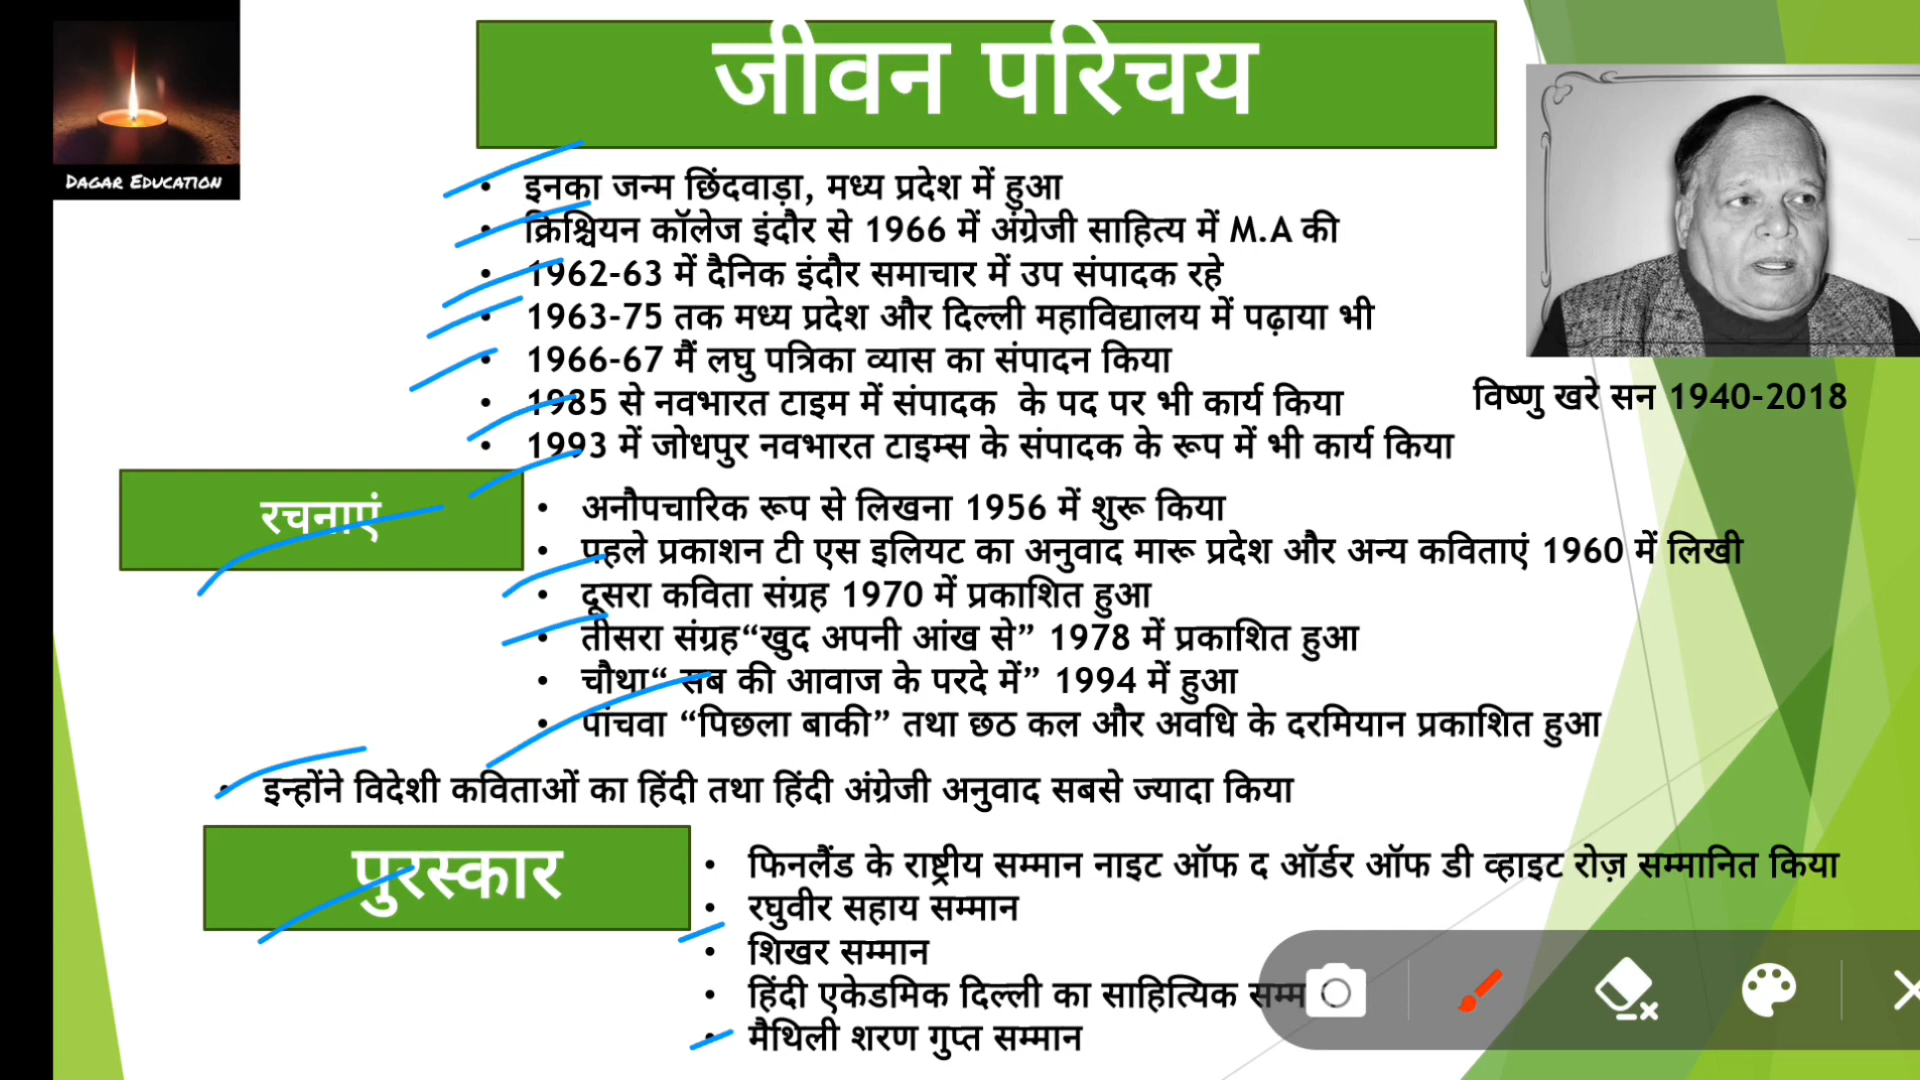 DAGAR EDUCATION
जीवन परिचय
इनका जन्म छिंदवाड़ा, मध्य प्रदेश में हुआ
क्रिश्चियन कॉलेज इंदौर से 1966 में अंग्रेजी साहित्य में M.A की
1962-63 में दैनिक इंदौर समाचार में उप संपादक रहे
1963-75 तक मध्य प्रदेश और दिल्ली महाविद्यालय में पढ़ाया भी
1966-67 मैं लघु पत्रिका व्यास का संपादन किया
1985 से नवभारत टाइम में संपादक के पद पर भी कार्य किया
1993 में जोधपुर नवभारत टाइम्स के संपादक के रूप में भी कार्य किया
विष्णु खरे सन 1940-2018
रचनाएं
अनौपचारिक रूप से लिखना 1956 में शुरू किया
पहले प्रकाशन टी एस इलियट का अनुवाद मारू प्रदेश और अन्य कविताएं 1960 में लिखी
दूसरा कविता संग्रह 1970 में प्रकाशित हुआ
तीसरा संग्रह“खुद अपनी आंख से” 1978 में प्रकाशित हुआ
चौथा“ सब की आवाज के परदे में” 1994 में हुआ
पांचवा “पिछला बाकी” तथा छठ कल और अवधि के दरमियान प्रकाशित हुआ
इन्होंने विदेशी कविताओं का हिंदी तथा हिंदी अंग्रेजी अनुवाद सबसे ज्यादा किया
पुरस्कार
फिनलैंड के राष्ट्रीय सम्मान नाइट ऑफ द ऑर्डर ऑफ डी व्हाइट रोज़ सम्मानित किया
रघुवीर सहाय सम्मान
शिखर सम्मान
हिंदी एकेडमिक दिल्ली का साहित्यिक
मैथिली शरण गुप्त सम्मान